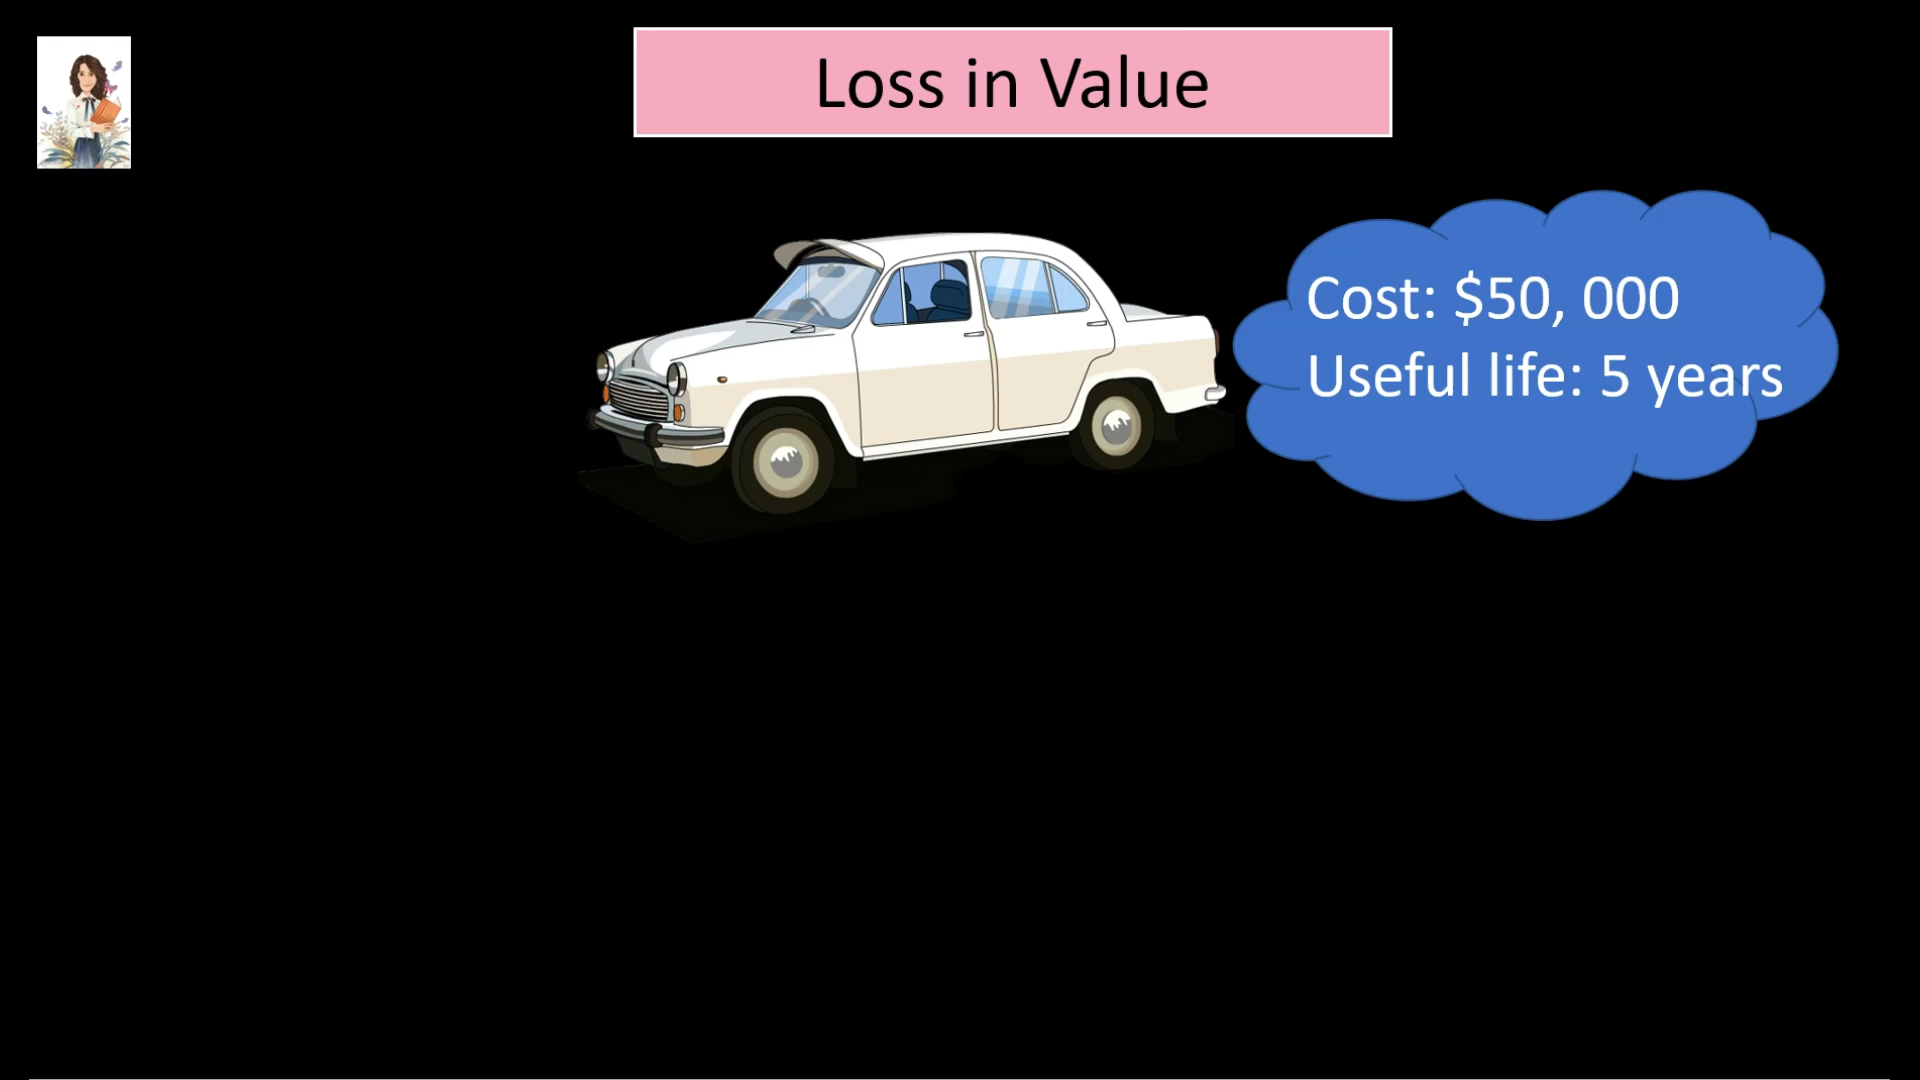 Loss in Value
Cost: $50, 000
Useful life: 5 years